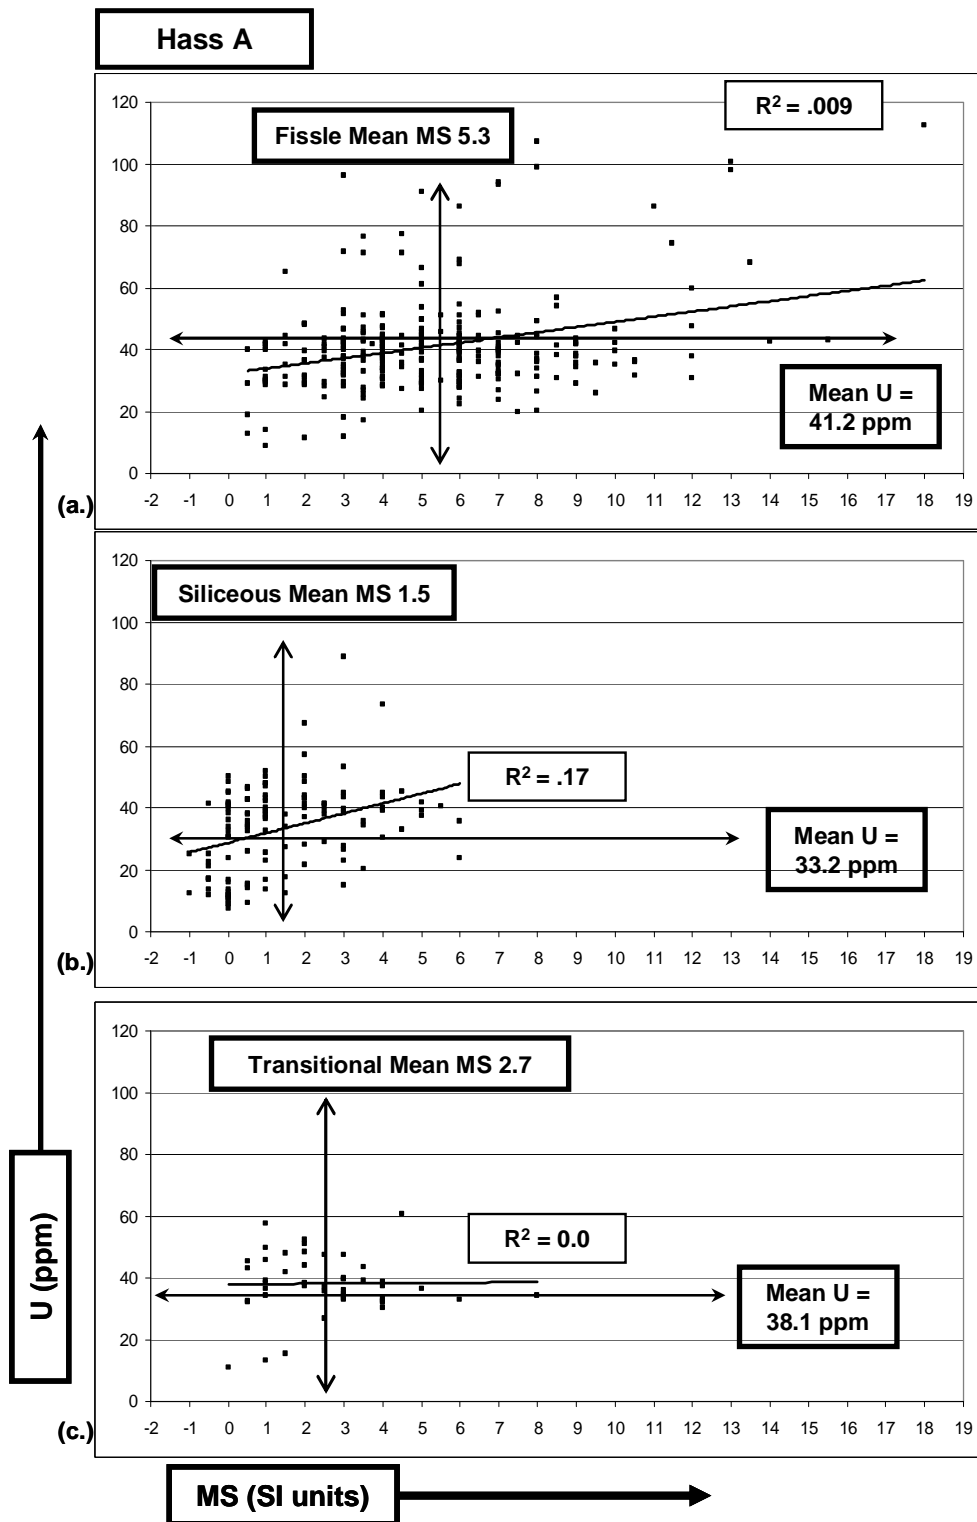 Hass A
R² = .009
Fissle Mean MS 5.3
Mean U =
41.2 ppm
120
100
80
60
40
20
0
-2 -1 0 1 2 3 4 5 6 7 8 9 10 11 12 13 14 15 16 17 18 19
(a.)
Siliceous Mean MS 1.5
R² = .17
Mean U =
33.2 ppm
120
100
80
60
40
20
0
-2 -1 0 1 2 3 4 5 6 7 8 9 10 11 12 13 14 15 16 17 18 19
(b.)
Transitional Mean MS 2.7
R² = 0.0
Mean U =
38.1 ppm
120
100
80
60
40
20
0
-2 -1 0 1 2 3 4 5 6 7 8 9 10 11 12 13 14 15 16 17 18 19
(c.)
U (ppm)
MS (SI units)